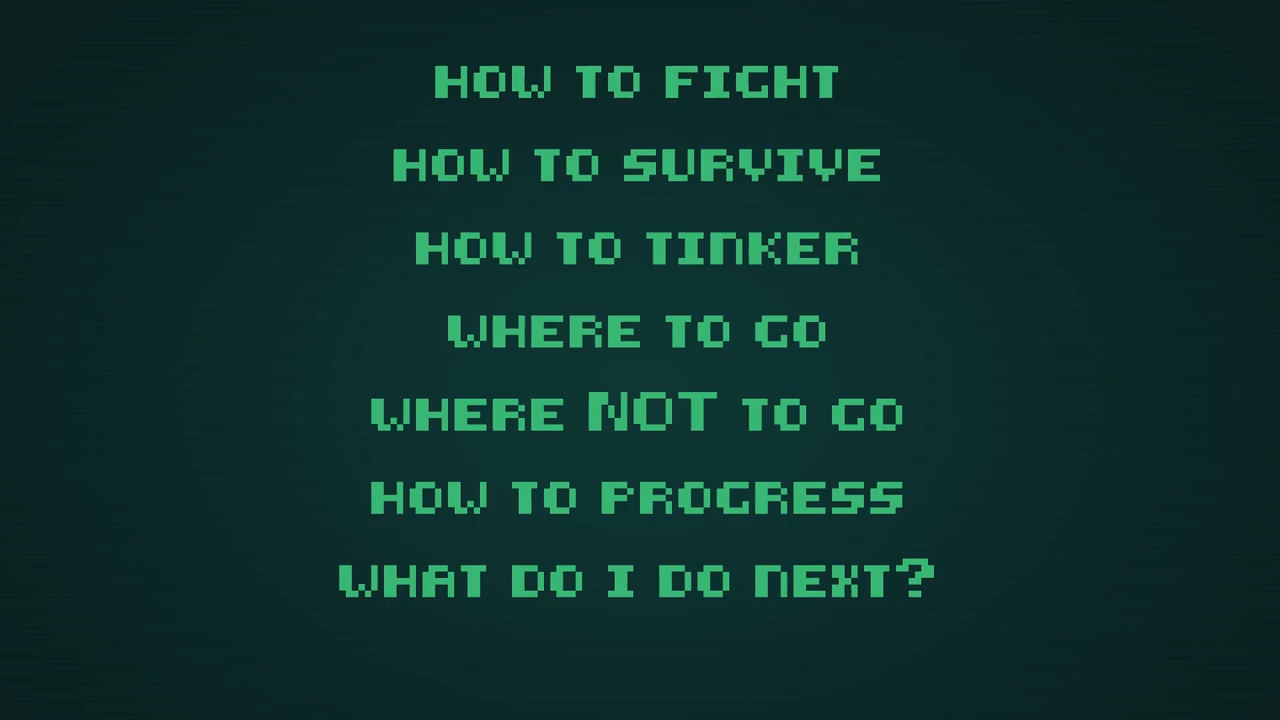 HOW TO FIGHT
HOW TO SURVIVE
HOW TO TINKER
WHERE TO GO
WHERE NOT TO GO
HOW TO PROGRESS
WHAT DO I DO NEXT?